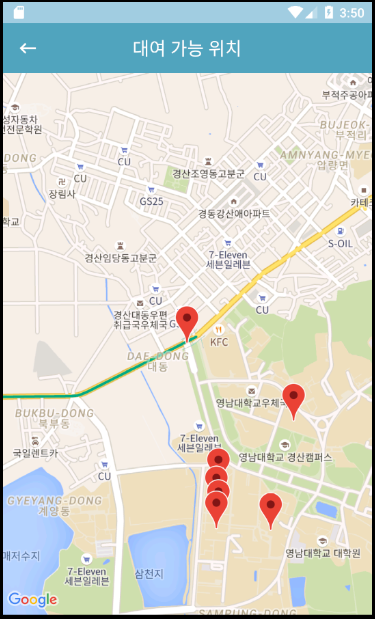 3:50
대여 가능 위치
부적주공아파
성자동차
전전문학원
BUJEOK-
부적리
CU
CU
AMNYANG-MYE
압량면
경산조영동고분군
CU
장림사
GS25
카테
학교
경동강산애아파트
S-OIL
7-Eleven
세븐일레븐
경산임당동고분군
CU
CU
경산대동우편
취급국우체국
GS
KFC
DAE-DONG
대동
영남대학교우체국
BUKBU-DONG
북부동
7-Eleven
세븐일레븐
국일렌트카
영남대학교 경산캠퍼스
CU
GYEYANG-DONG
계양동
매저수지
영남대학교 대학원
7-Eleven
세븐일레븐
삼천지
Google
SAMPUNG-DONG